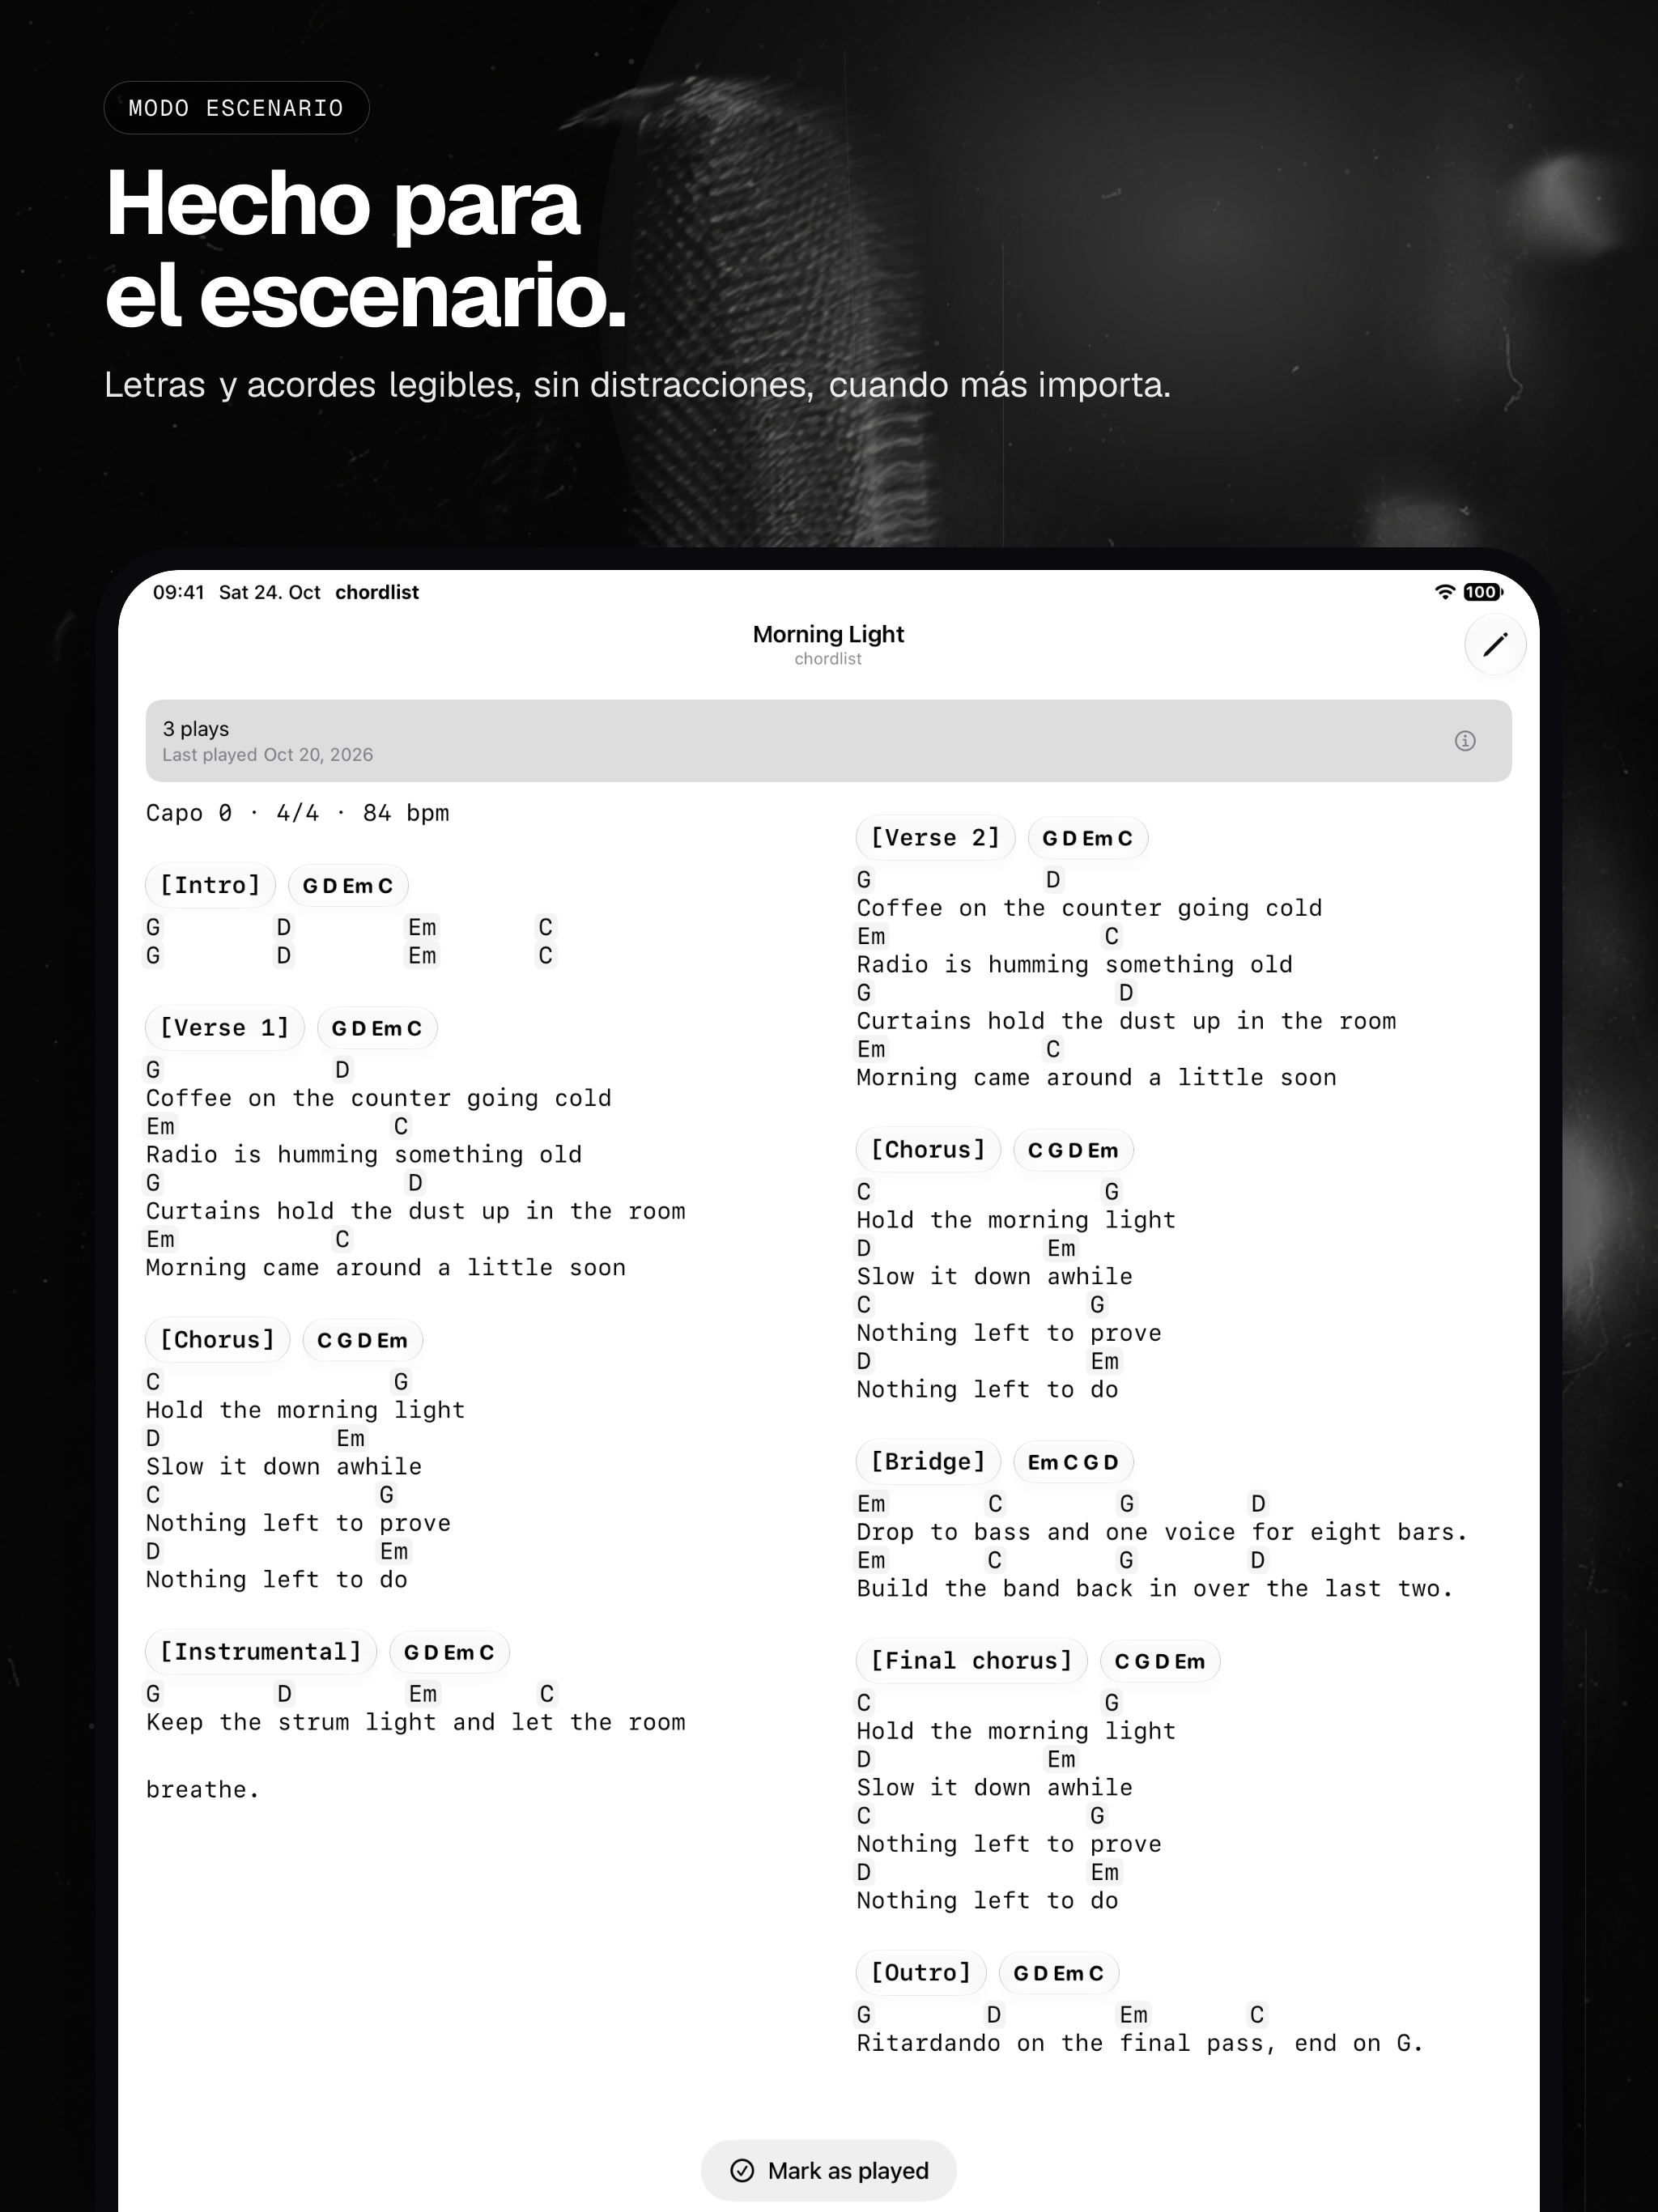 MODO ESCENARIO
Hecho para
el escenario.
Letras y acordes legibles, sin distracciones, cuando más importa.
09:41 Sat 24. Oct chordlist
100
Morning Light
chordlist
3 plays
Last played Oct 20, 2026
Capo 0 · 4/4 · 84 bpm
[Intro] G D Em C
G D Em C
G D Em C
[Verse 1] G D Em C
G D
Coffee on the counter going cold
Em C
Radio is humming something old
G D
Curtains hold the dust up in the room
Em C
Morning came around a little soon
[Chorus] C G D Em
C G
Hold the morning light
D Em
Slow it down awhile
C G
Nothing left to prove
D Em
Nothing left to do
[Instrumental] G D Em C
G D Em C
Keep the strum light and let the room
breathe.
[Verse 2] G D Em C
G D
Coffee on the counter going cold
Em C
Radio is humming something old
G D
Curtains hold the dust up in the room
Em C
Morning came around a little soon
[Chorus] C G D Em
C G
Hold the morning light
D Em
Slow it down awhile
C G
Nothing left to prove
D Em
Nothing left to do
[Bridge] Em C G D
Em C G D
Drop to bass and one voice for eight bars.
Em C G D
Build the band back in over the last two.
[Final chorus] C G D Em
C G
Hold the morning light
D Em
Slow it down awhile
C G
Nothing left to prove
D Em
Nothing left to do
[Outro] G D Em C
G D Em C
Ritardando on the final pass, end on G.
Mark as played